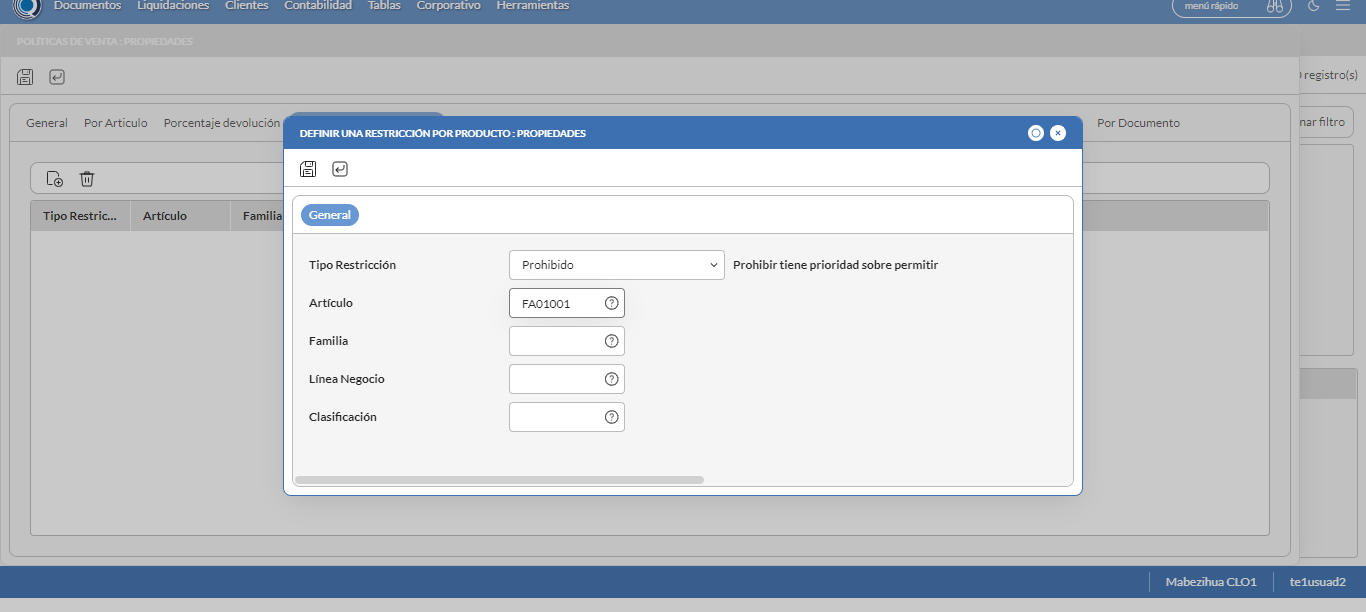 Documentos Liquidaciones Clientes Contabilidad Tablas Corporativo Herramientas menú rápido
POLÍTICAS DE VENTA : PROPIEDADES
registro(s)
General Por Articulo Porcentaje devolución Por Documento nar filtro
DEFINIR UNA RESTRICCIÓN POR PRODUCTO : PROPIEDADES
Tipo Restric... Artículo Familia
General
Tipo Restricción Prohibido Prohibir tiene prioridad sobre permitir
Artículo FA01001
Familia
Línea Negocio
Clasificación
Mabezihua CLO1 te1usuad2